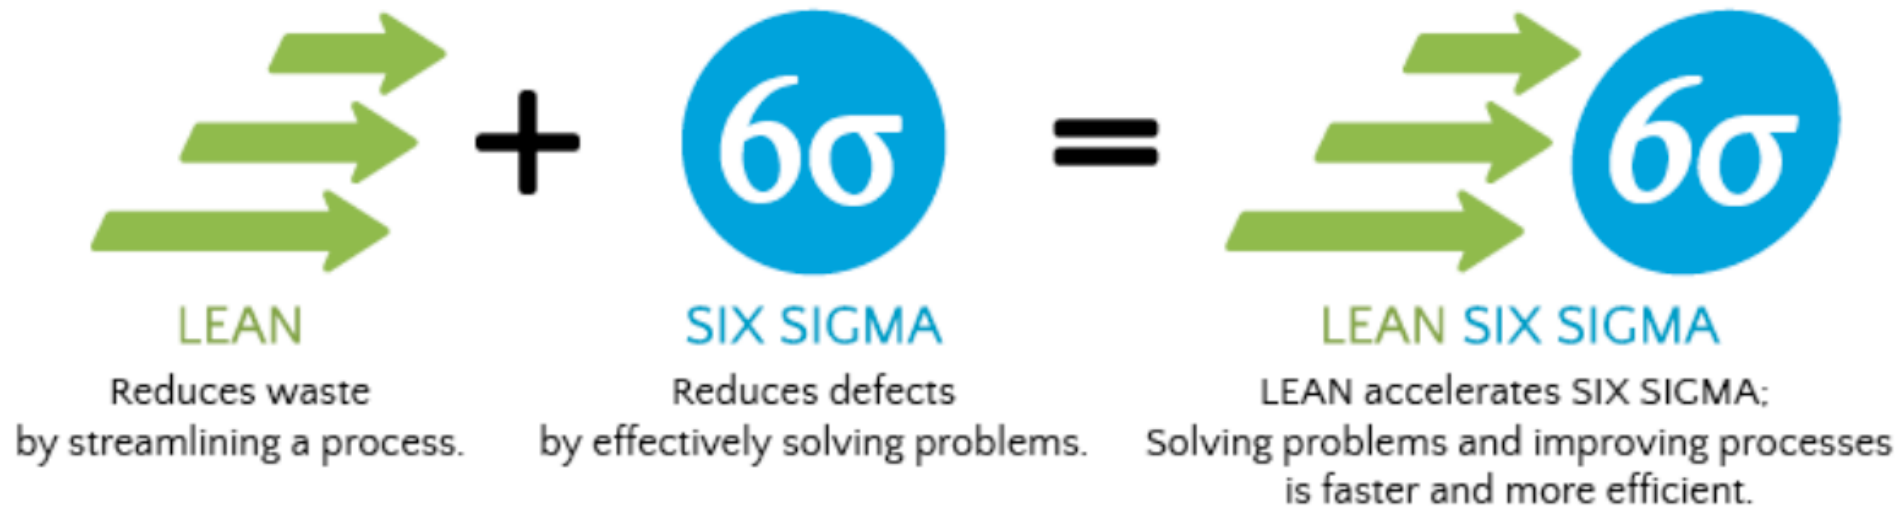 6σ
6σ
LEAN
Reduces waste
by streamlining a process.
SIX SIGMA
Reduces defects
by effectively solving problems.
LEAN SIX SIGMA
LEAN accelerates SIX SIGMA;
Solving problems and improving processes
is faster and more efficient.